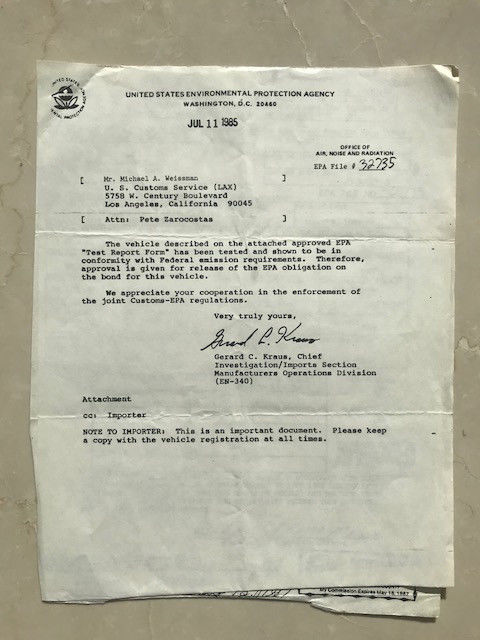 UNITED STATES ENVIRONMENTAL PROTECTION AGENCY
WASHINGTON, D.C. 20460
JUL 11 1985
OFFICE OF
AIR, NOISE AND RADIATION
EPA File # 32735
[ Mr. Michael A. Weissman ]
U. S. Customs Service (LAX)
5758 W. Century Boulevard
Los Angeles, California 90045
[ Attn: Pete Zarocostas ]
The vehicle described on the attached approved EPA
"Test Report Form" has been tested and shown to be in
conformity with Federal emission requirements. Therefore,
approval is given for release of the EPA obligation on
the bond for this vehicle.
We appreciate your cooperation in the enforcement of
the joint Customs-EPA regulations.
Very truly yours,
Gerard C. Kraus
Gerard C. Kraus, Chief
Investigation/Imports Section
Manufacturers Operations Division
(EN-340)
Attachment
cc: Importer
NOTE TO IMPORTER: This is an important document. Please keep
a copy with the vehicle registration at all times.
My Commission Expires May 18, 1987